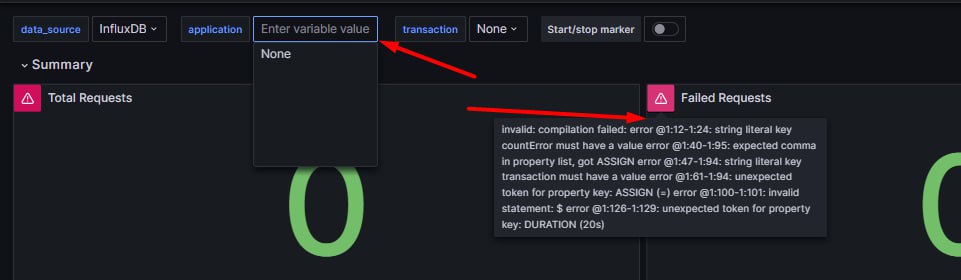 data_source InfluxDB application Enter variable value transaction None Start/stop marker
None
Summary
Total Requests Failed Requests
invalid: compilation failed: error @1:12-1:24: string literal key
countError must have a value error @1:40-1:95: expected comma
in property list, got ASSIGN error @1:47-1:94: string literal key
transaction must have a value error @1:61-1:94: unexpected
token for property key: ASSIGN (=) error @1:100-1:101: invalid
statement: $ error @1:126-1:129: unexpected token for property
key: DURATION (20s)
0 0